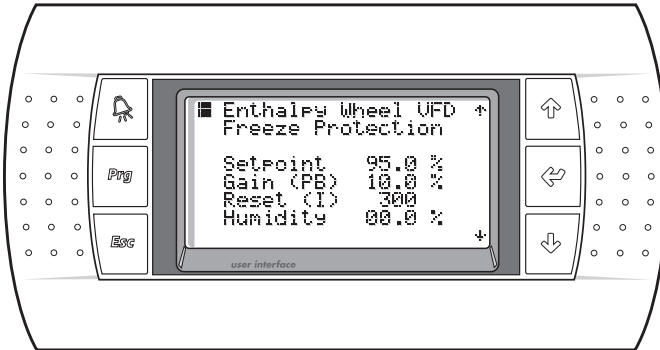 Enthalpy Wheel VFD
Freeze Protection
Setpoint 95.0 %
Gain (PB) 10.0 %
Reset (I) 300
Humidity 00.0 %
Prg
Esc
user interface